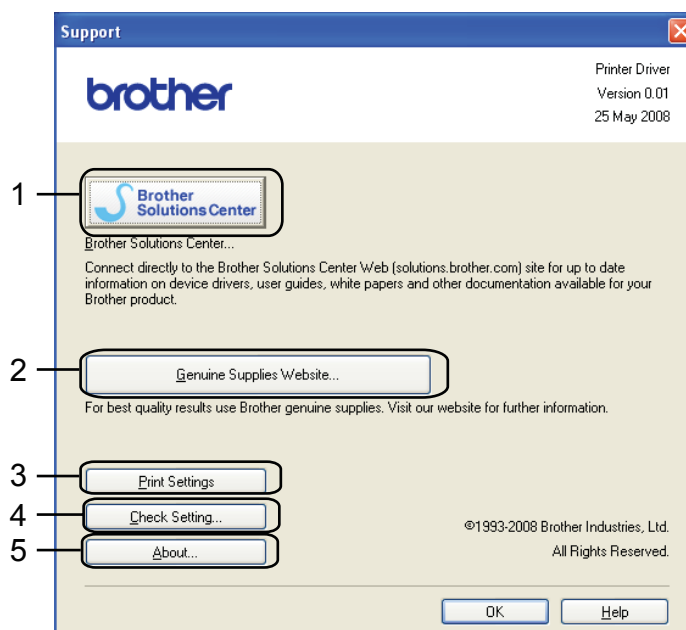 Support
brother
Printer Driver
Version 0.01
25 May 2008
1
Brother
Solutions Center
Brother Solutions Center...
Connect directly to the Brother Solutions Center Web (solutions.brother.com) site for up to date
information on device drivers, user guides, white papers and other documentation available for your
Brother product.
2
Genuine Supplies Website...
For best quality results use Brother genuine supplies. Visit our website for further information.
3
Print Settings
4
Check Setting...
5
About...
©1993-2008 Brother Industries, Ltd.
All Rights Reserved.
OK
Help